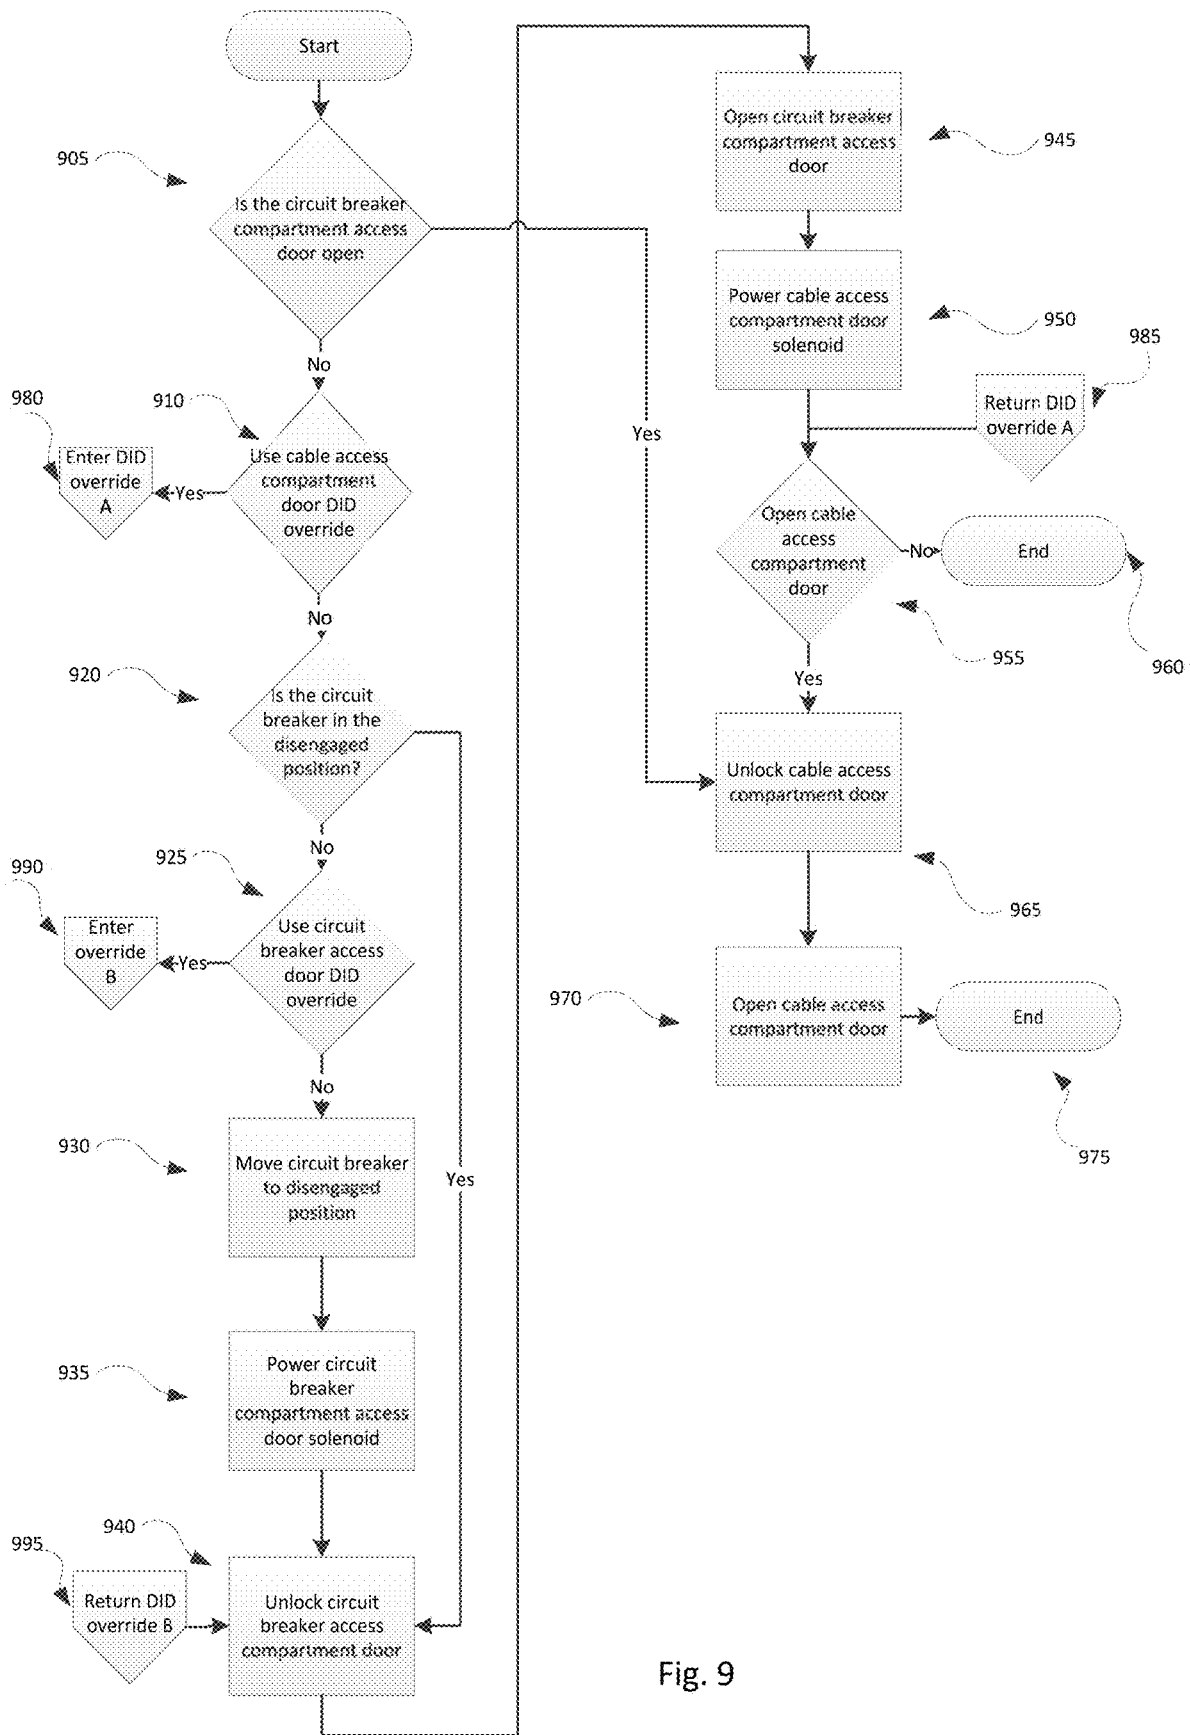 Start
905
Is the circuit breaker
compartment access
door open
No
Yes
910
Use cable access
compartment
door DID
override
Yes
980
Enter DID
override
A
No
920
Is the circuit
breaker in the
disengaged
position?
Yes
No
925
Use circuit
breaker access
door DID
override
Yes
990
Enter
override
B
No
930
Move circuit breaker
to disengaged
position
935
Power circuit
breaker
compartment access
door solenoid
940
Unlock circuit
breaker access
compartment door
995
Return DID
override B
Open circuit breaker
compartment access
door
945
Power cable access
compartment door
solenoid
950
985
Return DID
override A
Open cable
access
compartment
door
955
No
End
960
Yes
Unlock cable access
compartment door
965
970
Open cable access
compartment door
End
975
Fig. 9